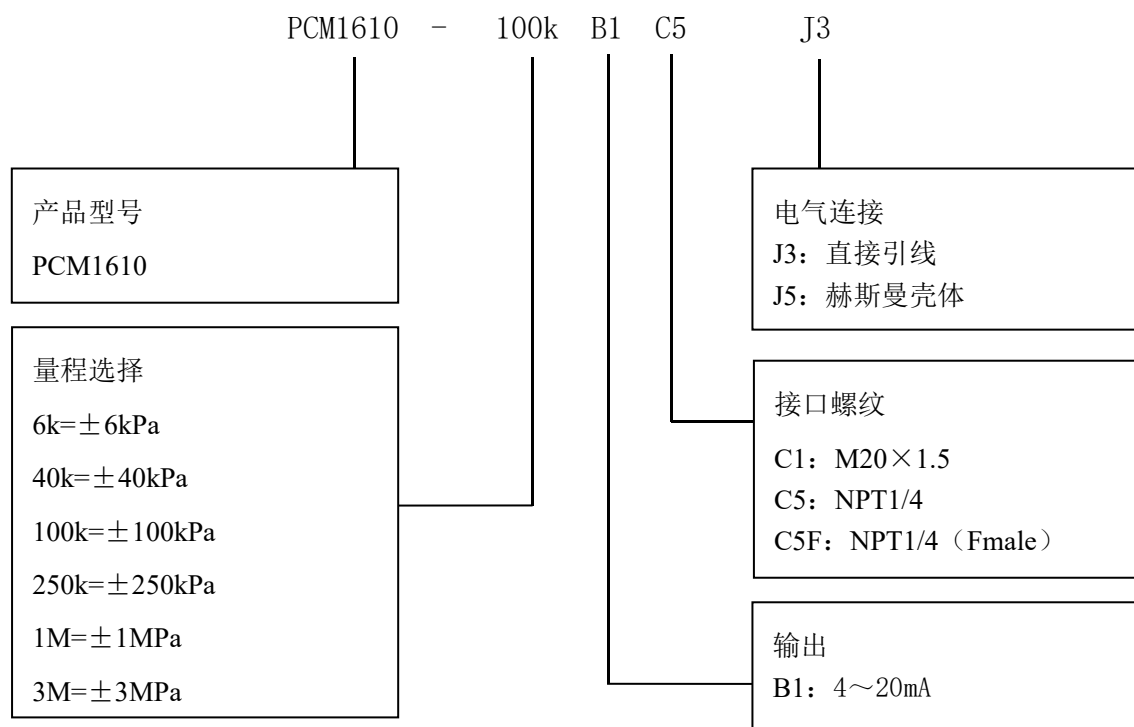 PCM1610 - 100k B1 C5 J3
产品型号
PCM1610
量程选择
6k=±6kPa
40k=±40kPa
100k=±100kPa
250k=±250kPa
1M=±1MPa
3M=±3MPa
电气连接
J3：直接引线
J5：赫斯曼壳体
接口螺纹
C1：M20×1.5
C5：NPT1/4
C5F：NPT1/4（Fmale）
输出
B1：4～20mA